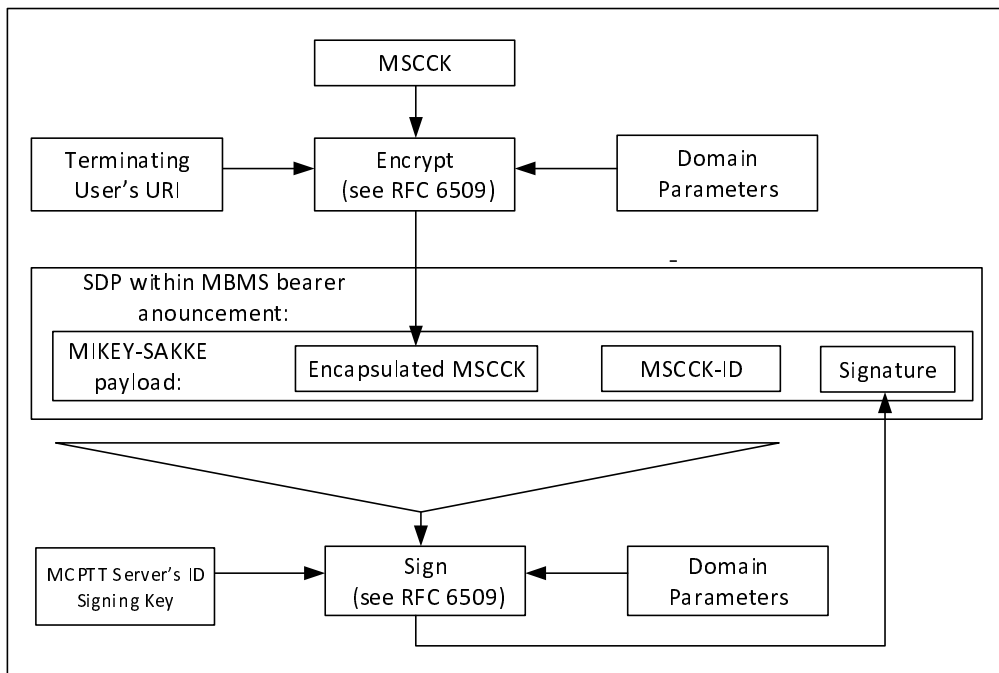 MSCCK
Terminating
User's URI
Encrypt
(see RFC 6509)
Domain
Parameters
SDP within MBMS bearer
anouncement:
MIKEY-SAKKE
payload:
Encapsulated MSCCK
MSCCK-ID
Signature
MCPTT Server's ID
Signing Key
Sign
(see RFC 6509)
Domain
Parameters